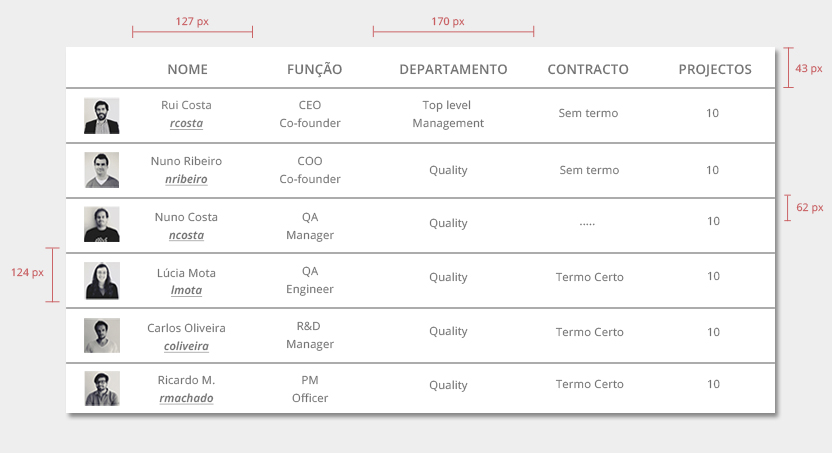 127 px
170 px
43 px
NOME FUNÇÃO DEPARTAMENTO CONTRACTO PROJECTOS
Rui Costa
rcosta
CEO
Co-founder
Top level
Management
Sem termo
10
Nuno Ribeiro
nribeiro
COO
Co-founder
Quality
Sem termo
10
62 px
Nuno Costa
ncosta
QA
Manager
Quality
.....
10
124 px
Lúcia Mota
lmota
QA
Engineer
Quality
Termo Certo
10
Carlos Oliveira
coliveira
R&D
Manager
Quality
Termo Certo
10
Ricardo M.
rmachado
PM
Officer
Quality
Termo Certo
10